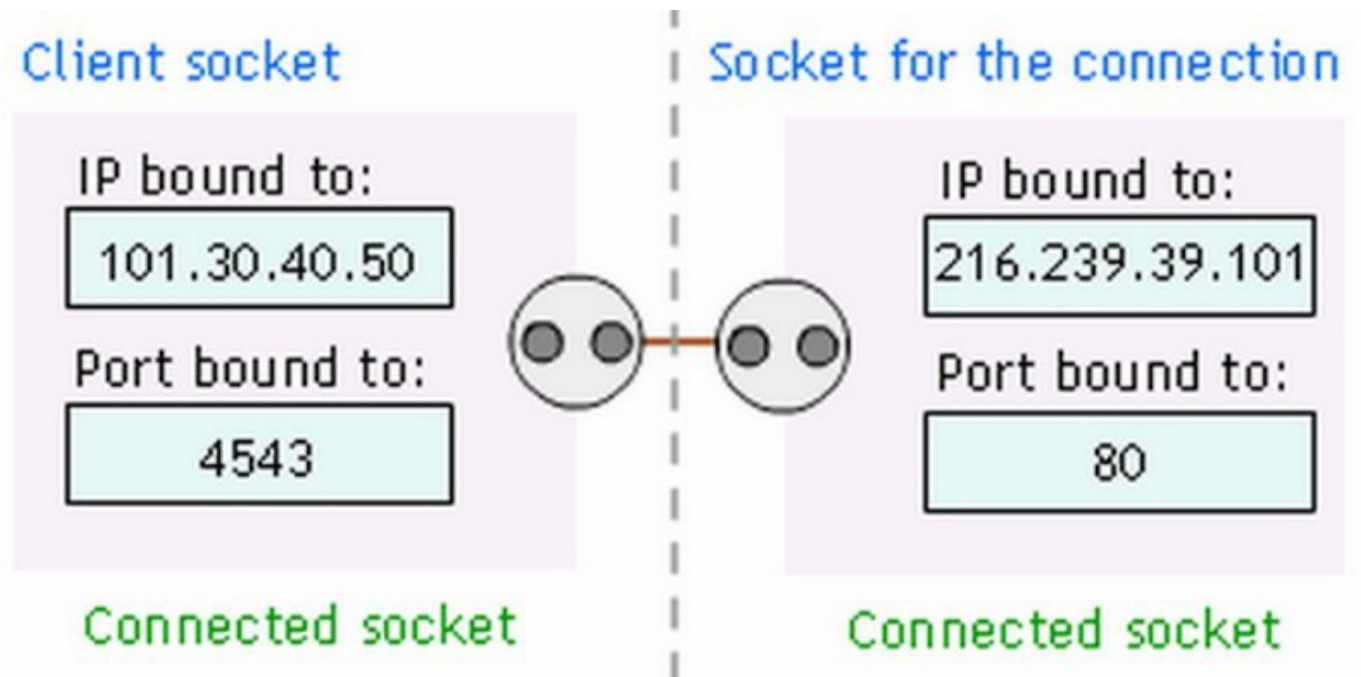 Client socket
IP bound to:
101.30.40.50
Port bound to:
4543
Connected socket
Socket for the connection
IP bound to:
216.239.39.101
Port bound to:
80
Connected socket